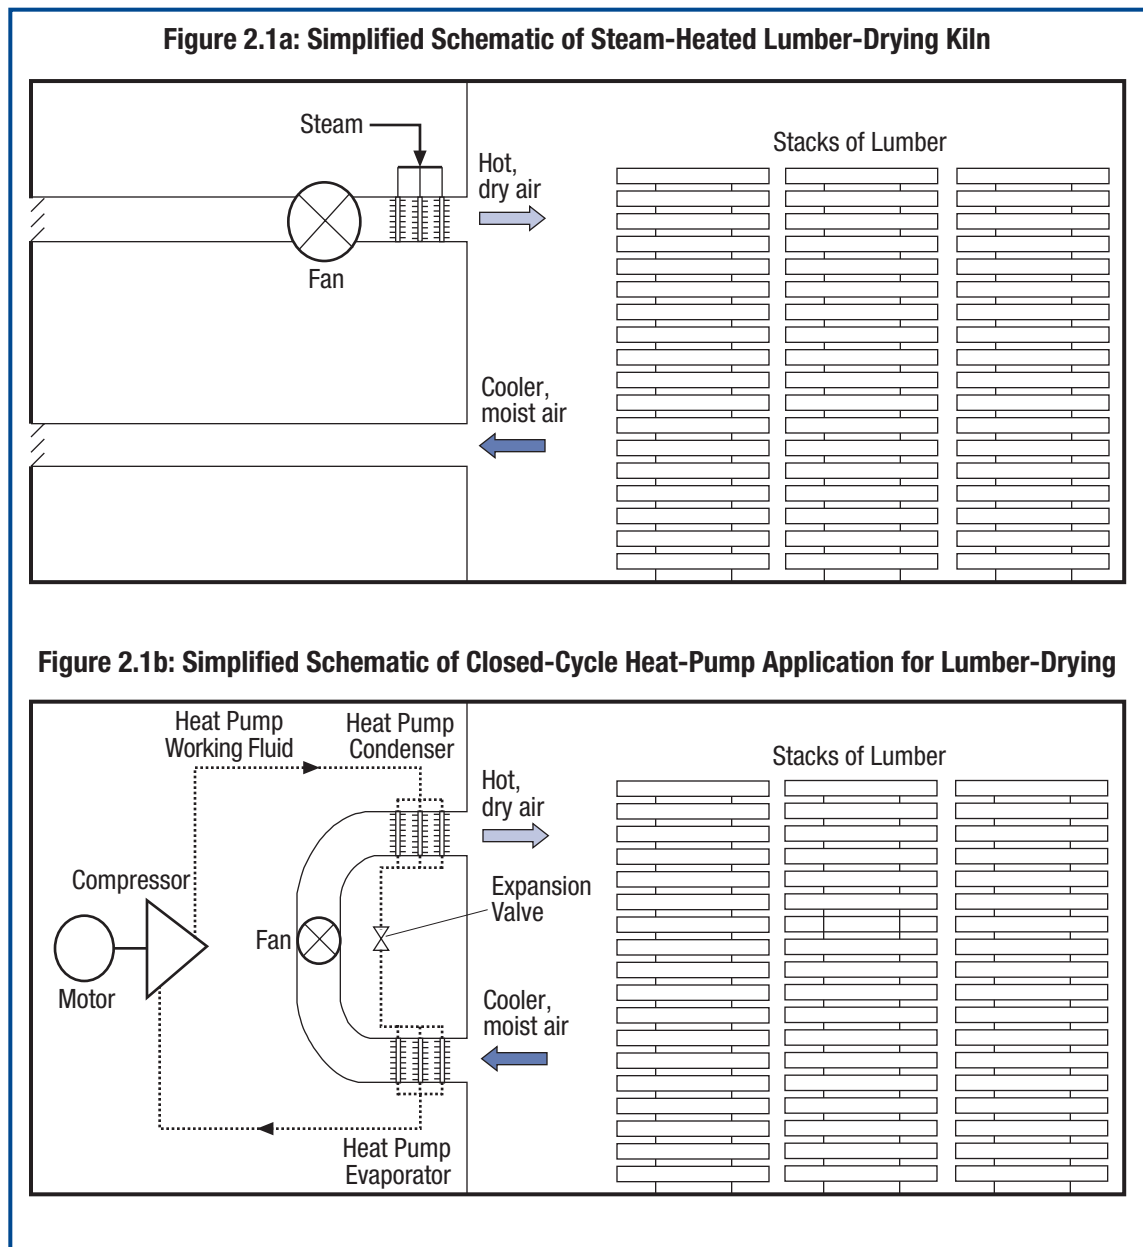 Figure 2.1a: Simplified Schematic of Steam-Heated Lumber-Drying Kiln
Steam
Hot,
dry air
Stacks of Lumber
Fan
Cooler,
moist air
Figure 2.1b: Simplified Schematic of Closed-Cycle Heat-Pump Application for Lumber-Drying
Heat Pump
Working Fluid
Heat Pump
Condenser
Hot,
dry air
Stacks of Lumber
Compressor
Expansion
Valve
Fan
Motor
Cooler,
moist air
Heat Pump
Evaporator